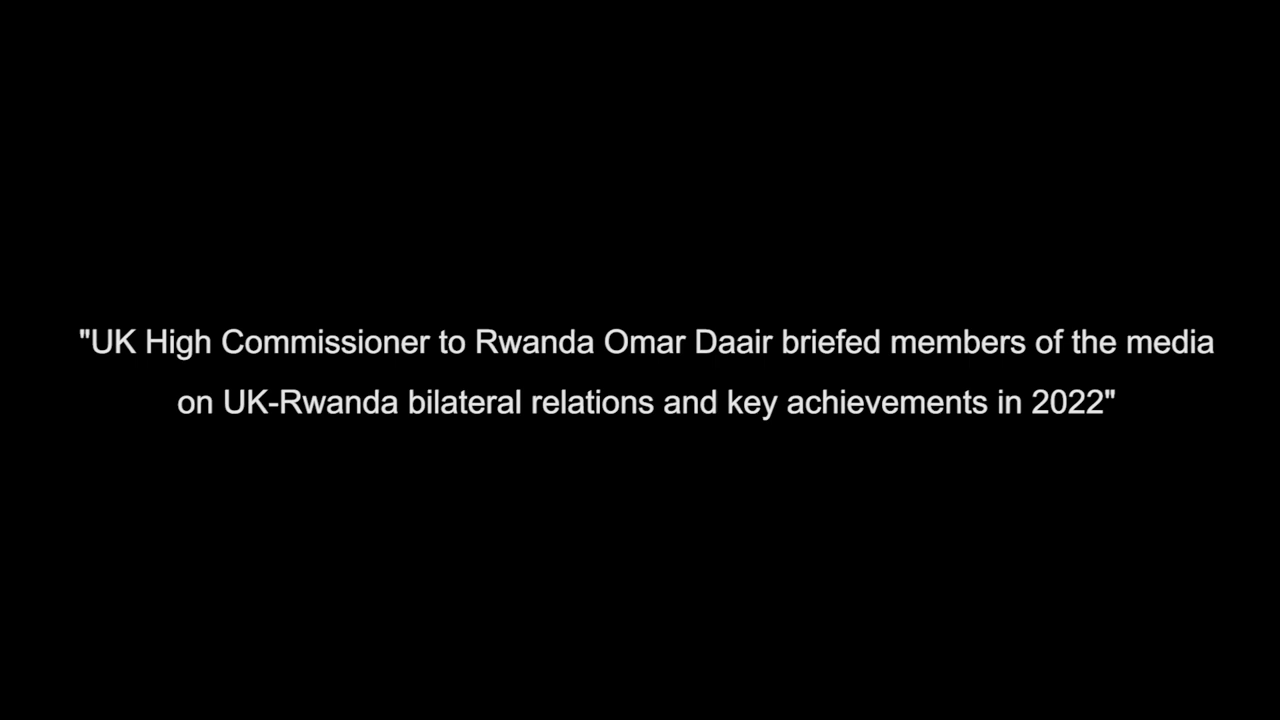 "UK High Commissioner to Rwanda Omar Daair briefed members of the media
on UK-Rwanda bilateral relations and key achievements in 2022"